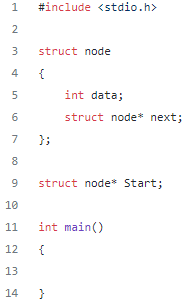 1 #include <stdio.h>
2
3 struct node
4 {
5     int data;
6     struct node* next;
7 };
8
9 struct node* Start;
10
11 int main()
12 {
13
14 }